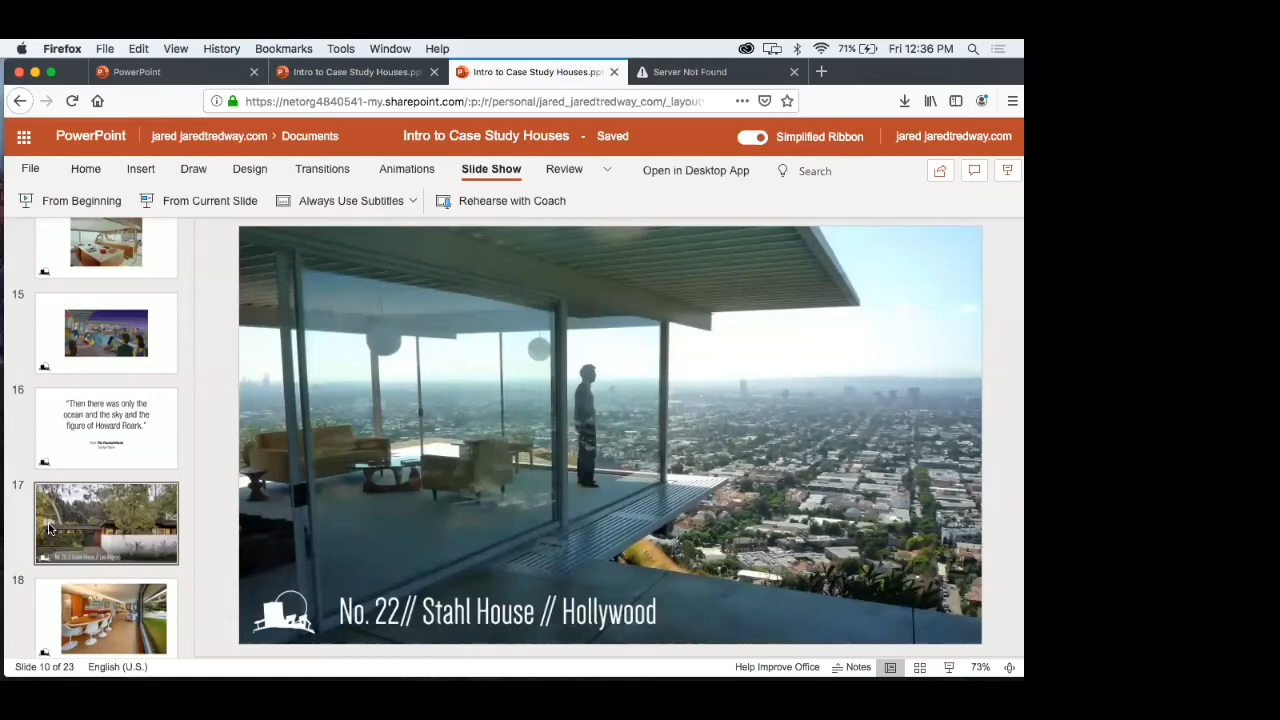 Firefox File Edit View History Bookmarks Tools Window Help 71% Fri 12:36 PM
PowerPoint Intro to Case Study Houses.pp Intro to Case Study Houses.ppt Server Not Found
https://netorg4840541-my.sharepoint.com/:p:/r/personal/jared_jaredtredway_com/_layout
PowerPoint jared jaredtredway.com > Documents Intro to Case Study Houses - Saved Simplified Ribbon jared jaredtredway.com
File Home Insert Draw Design Transitions Animations Slide Show Review Open in Desktop App Search
From Beginning From Current Slide Always Use Subtitles Rehearse with Coach
15
16
“Then there was only the
ocean and the sky and the
figure of Howard Roark.”
17
18
No. 22// Stahl House // Hollywood
Slide 10 of 23 English (U.S.) Help Improve Office Notes 73%